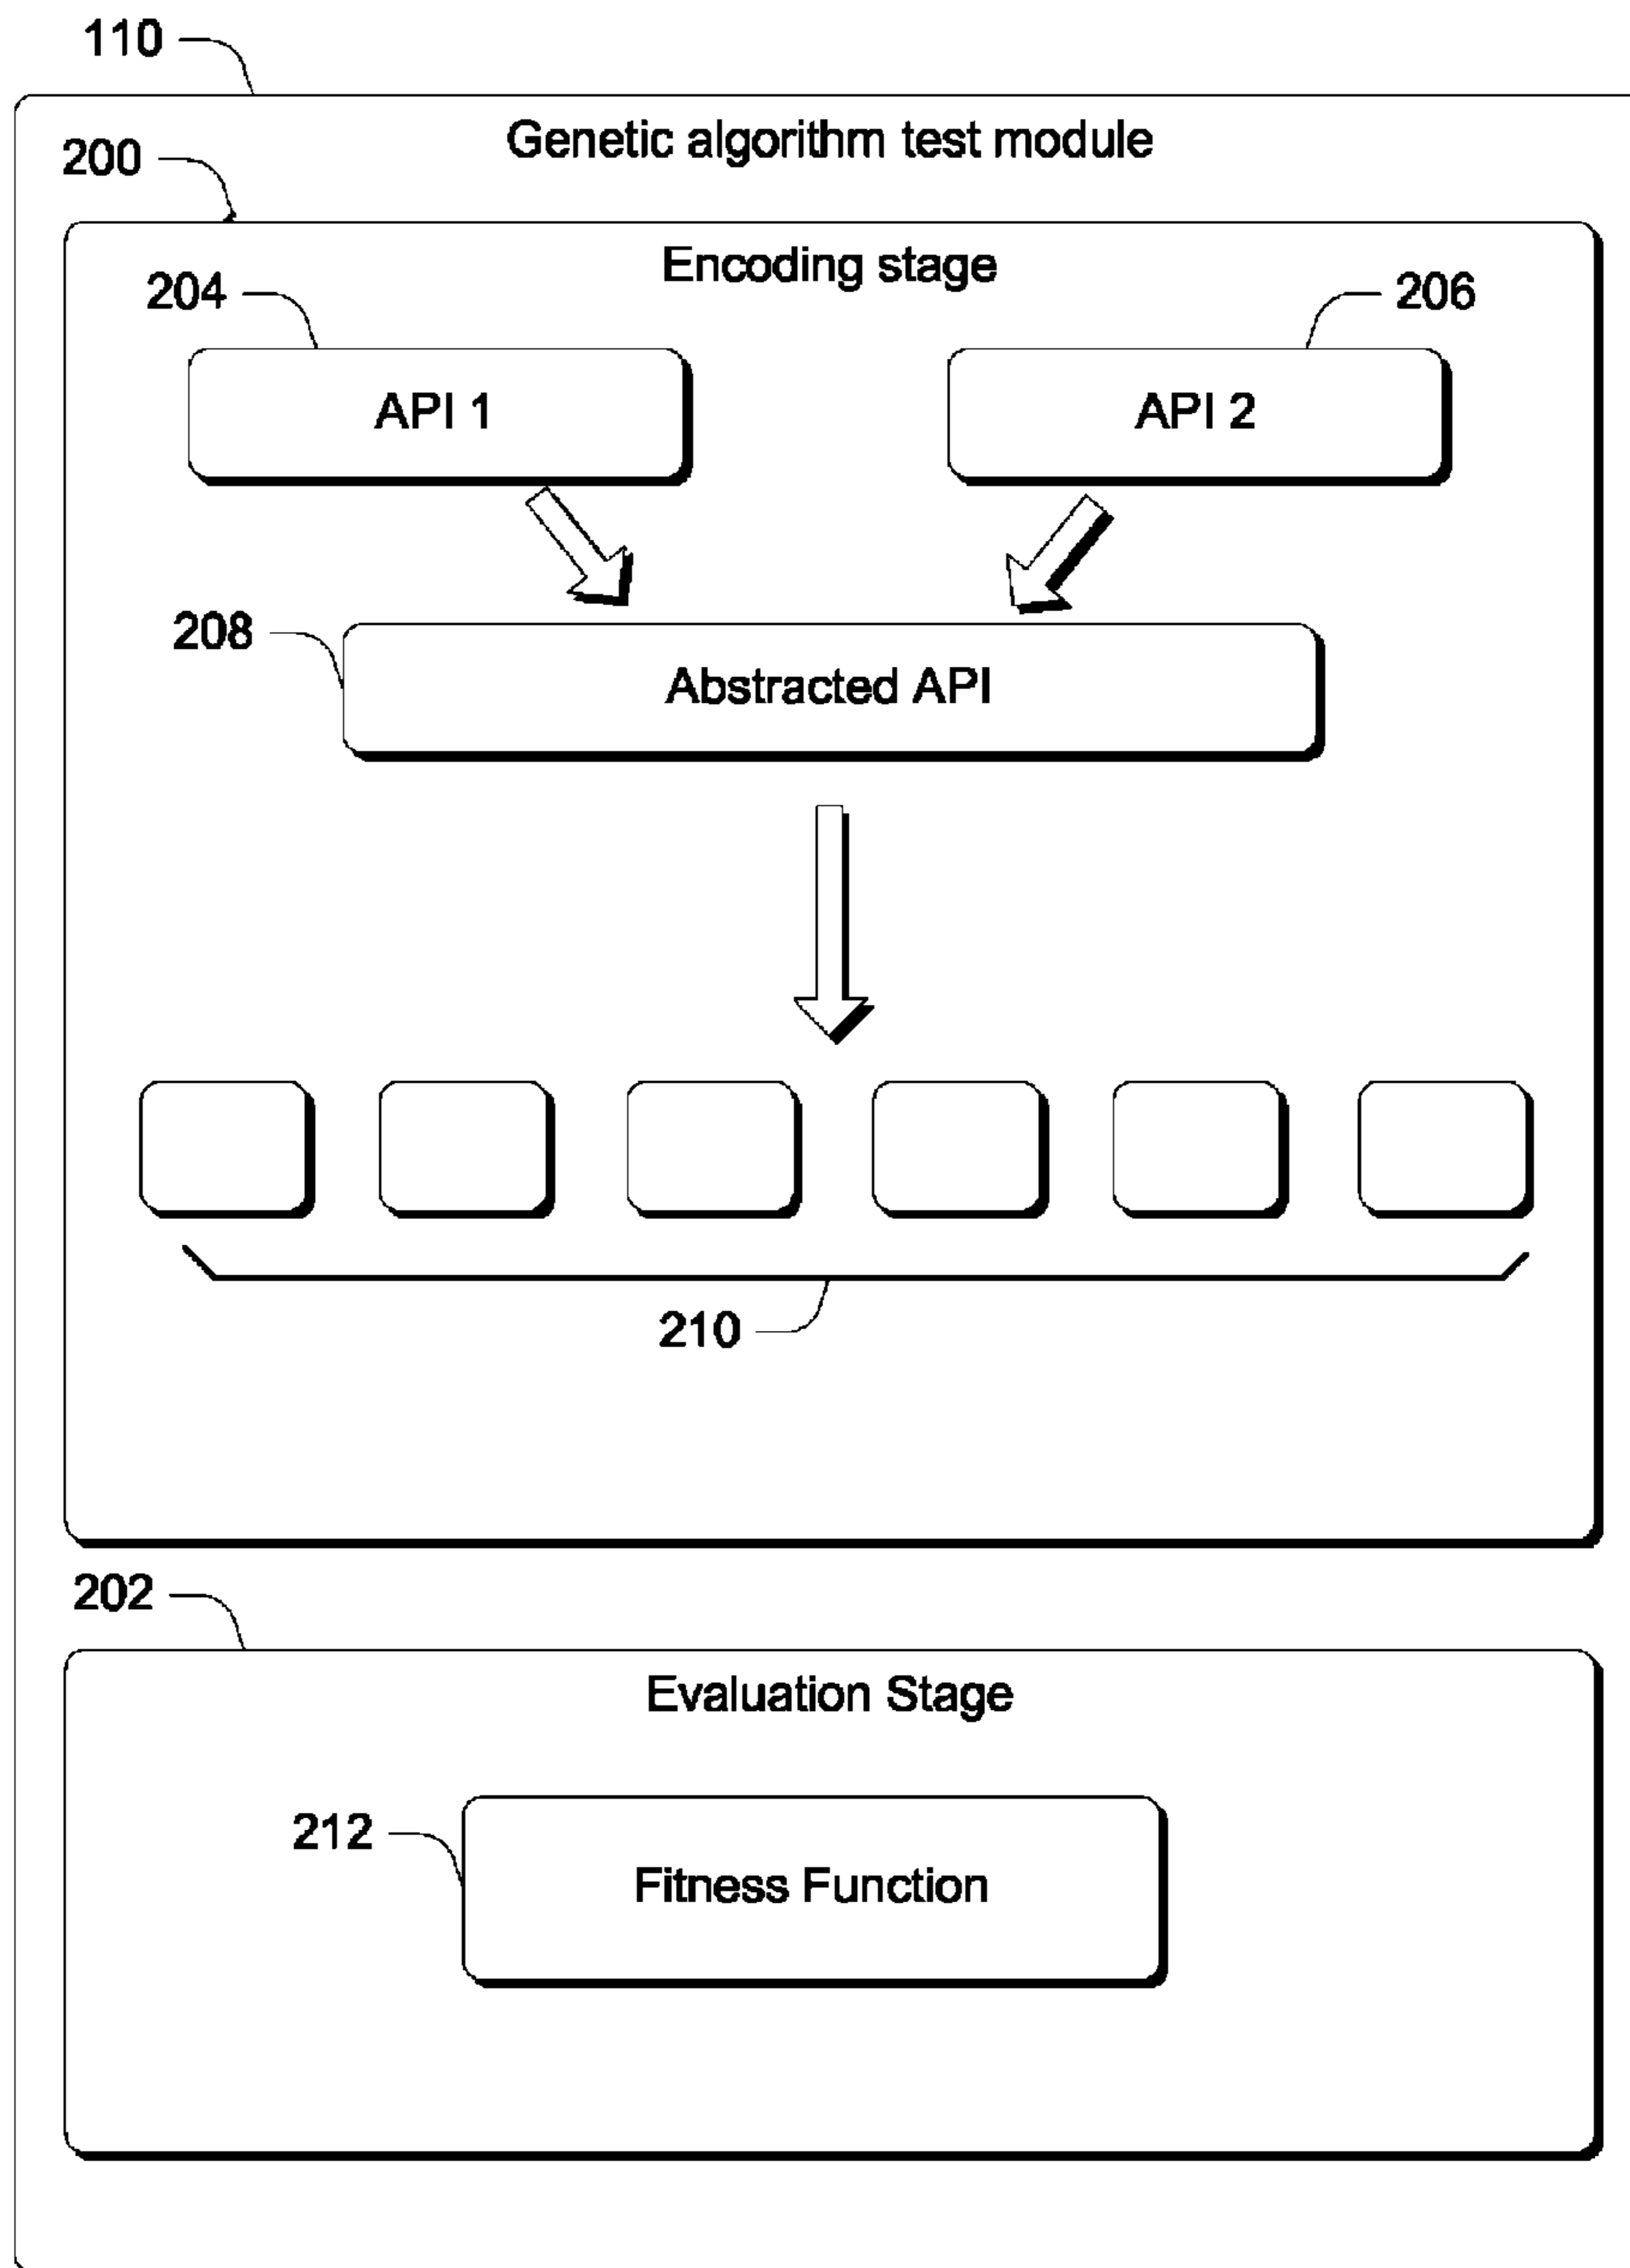 110
Genetic algorithm test module
200
Encoding stage
204
206
API 1
API 2
208
Abstracted API
210
202
Evaluation Stage
212
Fitness Function